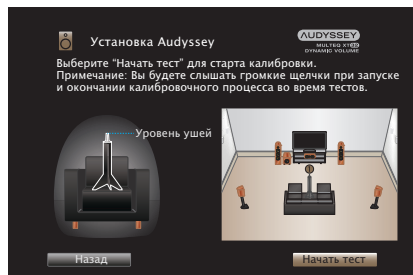 Установка Audyssey
AUDYSSEY
MULTEQ XT32
DYNAMIC VOLUME
Выберите “Начать тест” для старта калибровки.
Примечание: Вы будете слышать громкие щелчки при запуске
и окончании калибровочного процесса во время тестов.
Уровень ушей
Назад
Начать тест